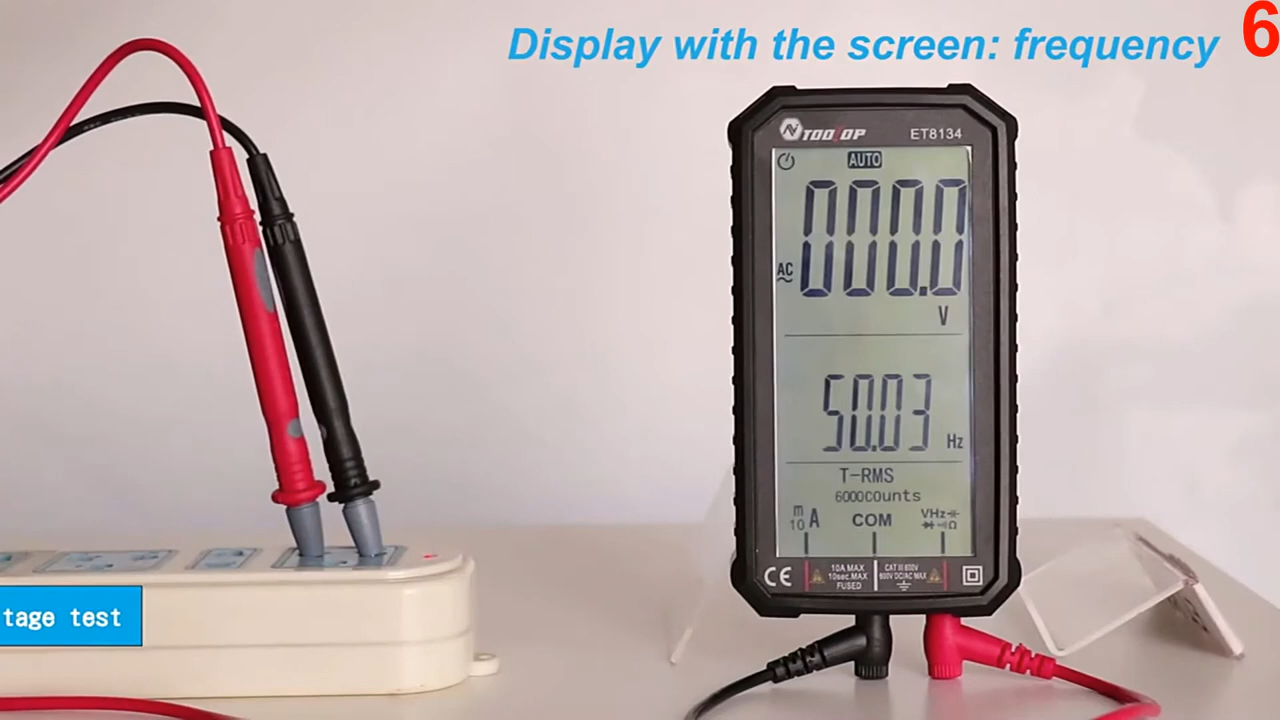 Display with the screen: frequency
6
TOOLTOP
ET8134
AUTO
AC
000.0
V
50.03
Hz
T-RMS
6000counts
m
10 A
COM
VHz
Ω
CE
10A MAX
10sec.MAX
FUSED
CAT III 600V
600V DC/AC MAX
tage test